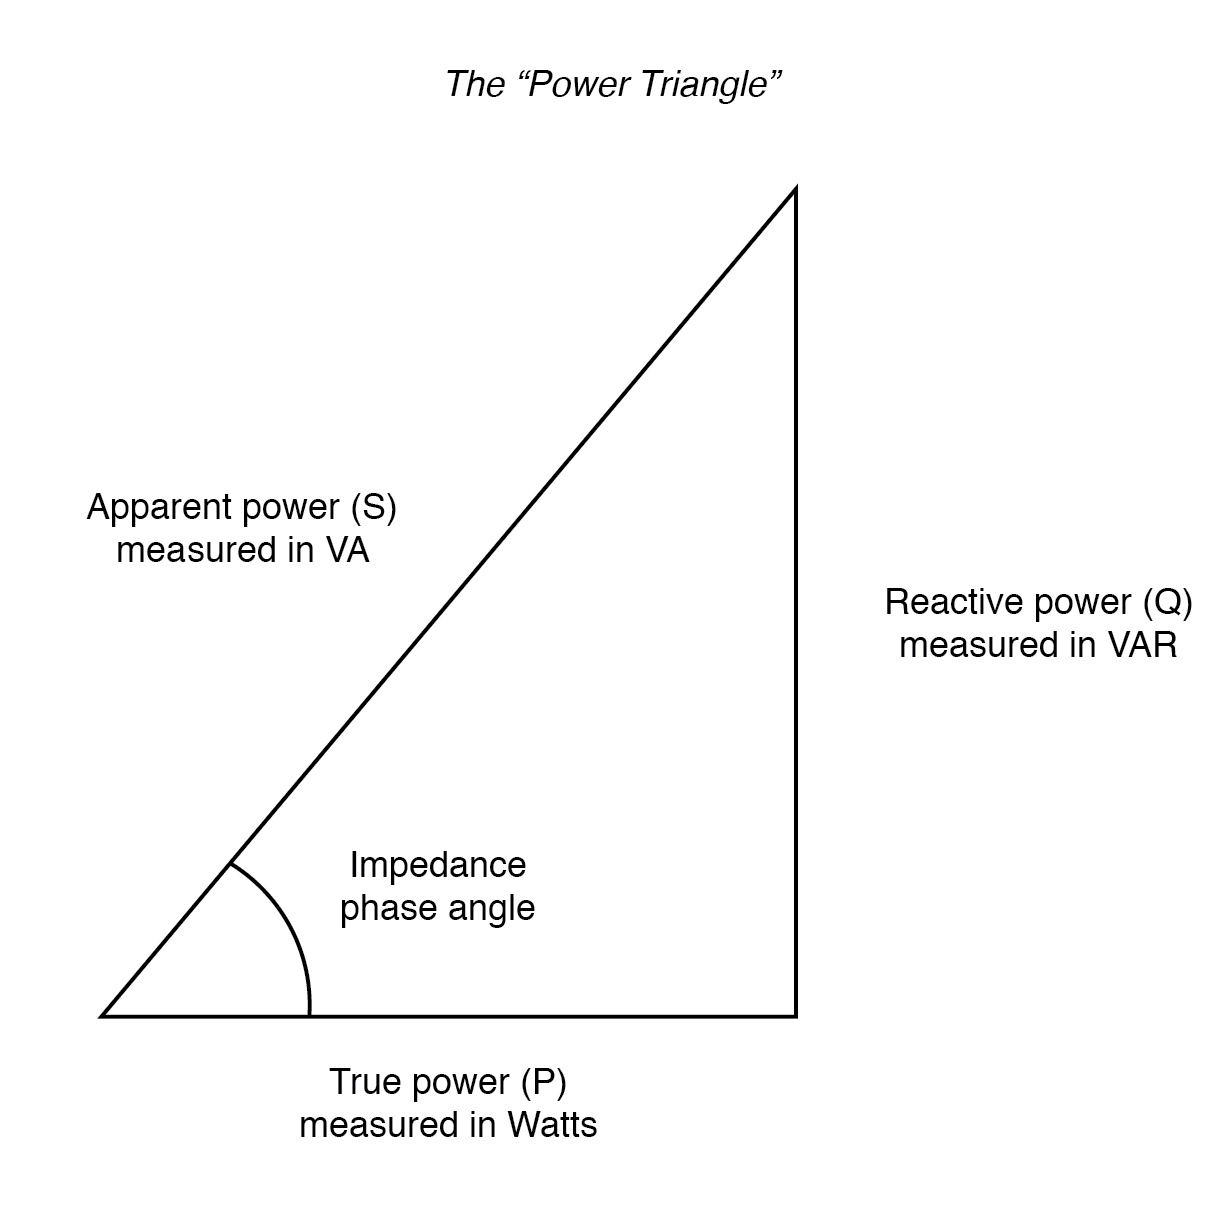 The “Power Triangle”
Apparent power (S)
measured in VA
Reactive power (Q)
measured in VAR
Impedance
phase angle
True power (P)
measured in Watts